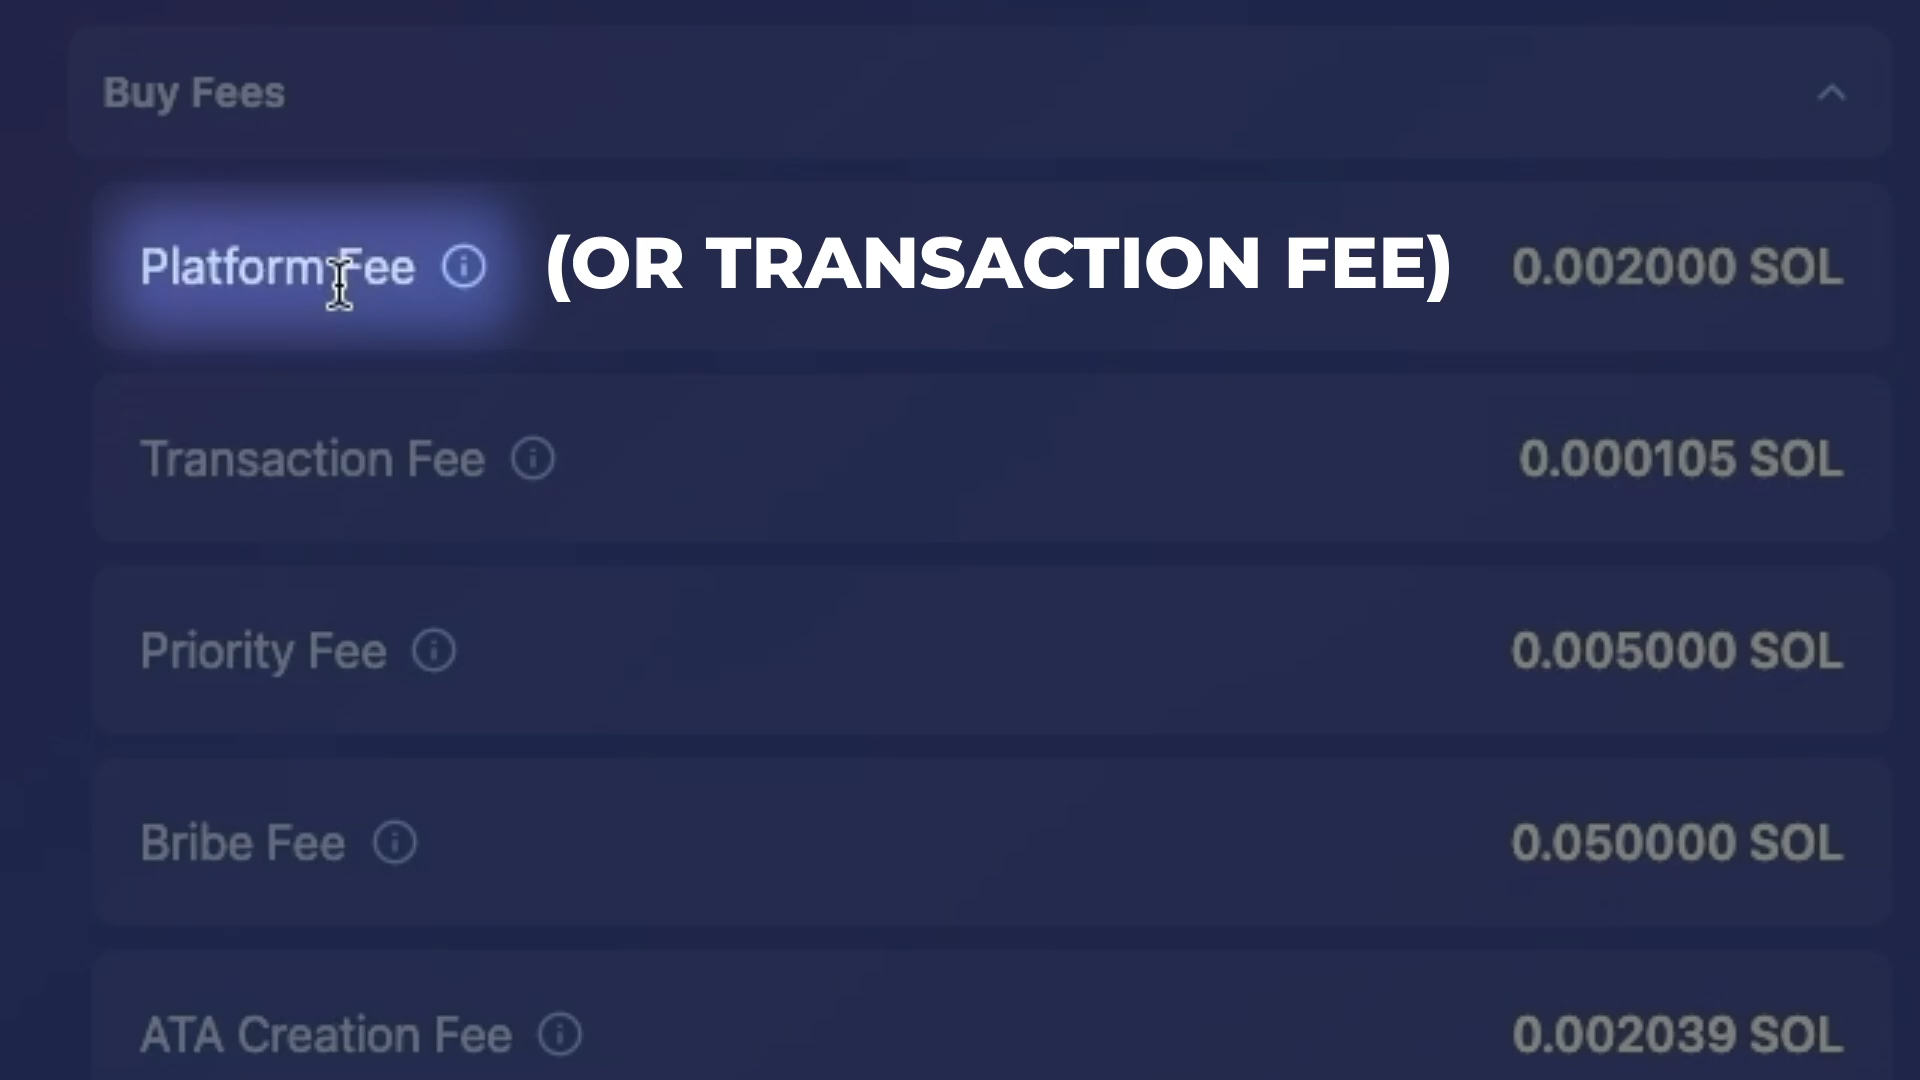 Buy Fees
Platform Fee (OR TRANSACTION FEE) 0.002000 SOL
Transaction Fee 0.000105 SOL
Priority Fee 0.005000 SOL
Bribe Fee 0.050000 SOL
ATA Creation Fee 0.002039 SOL